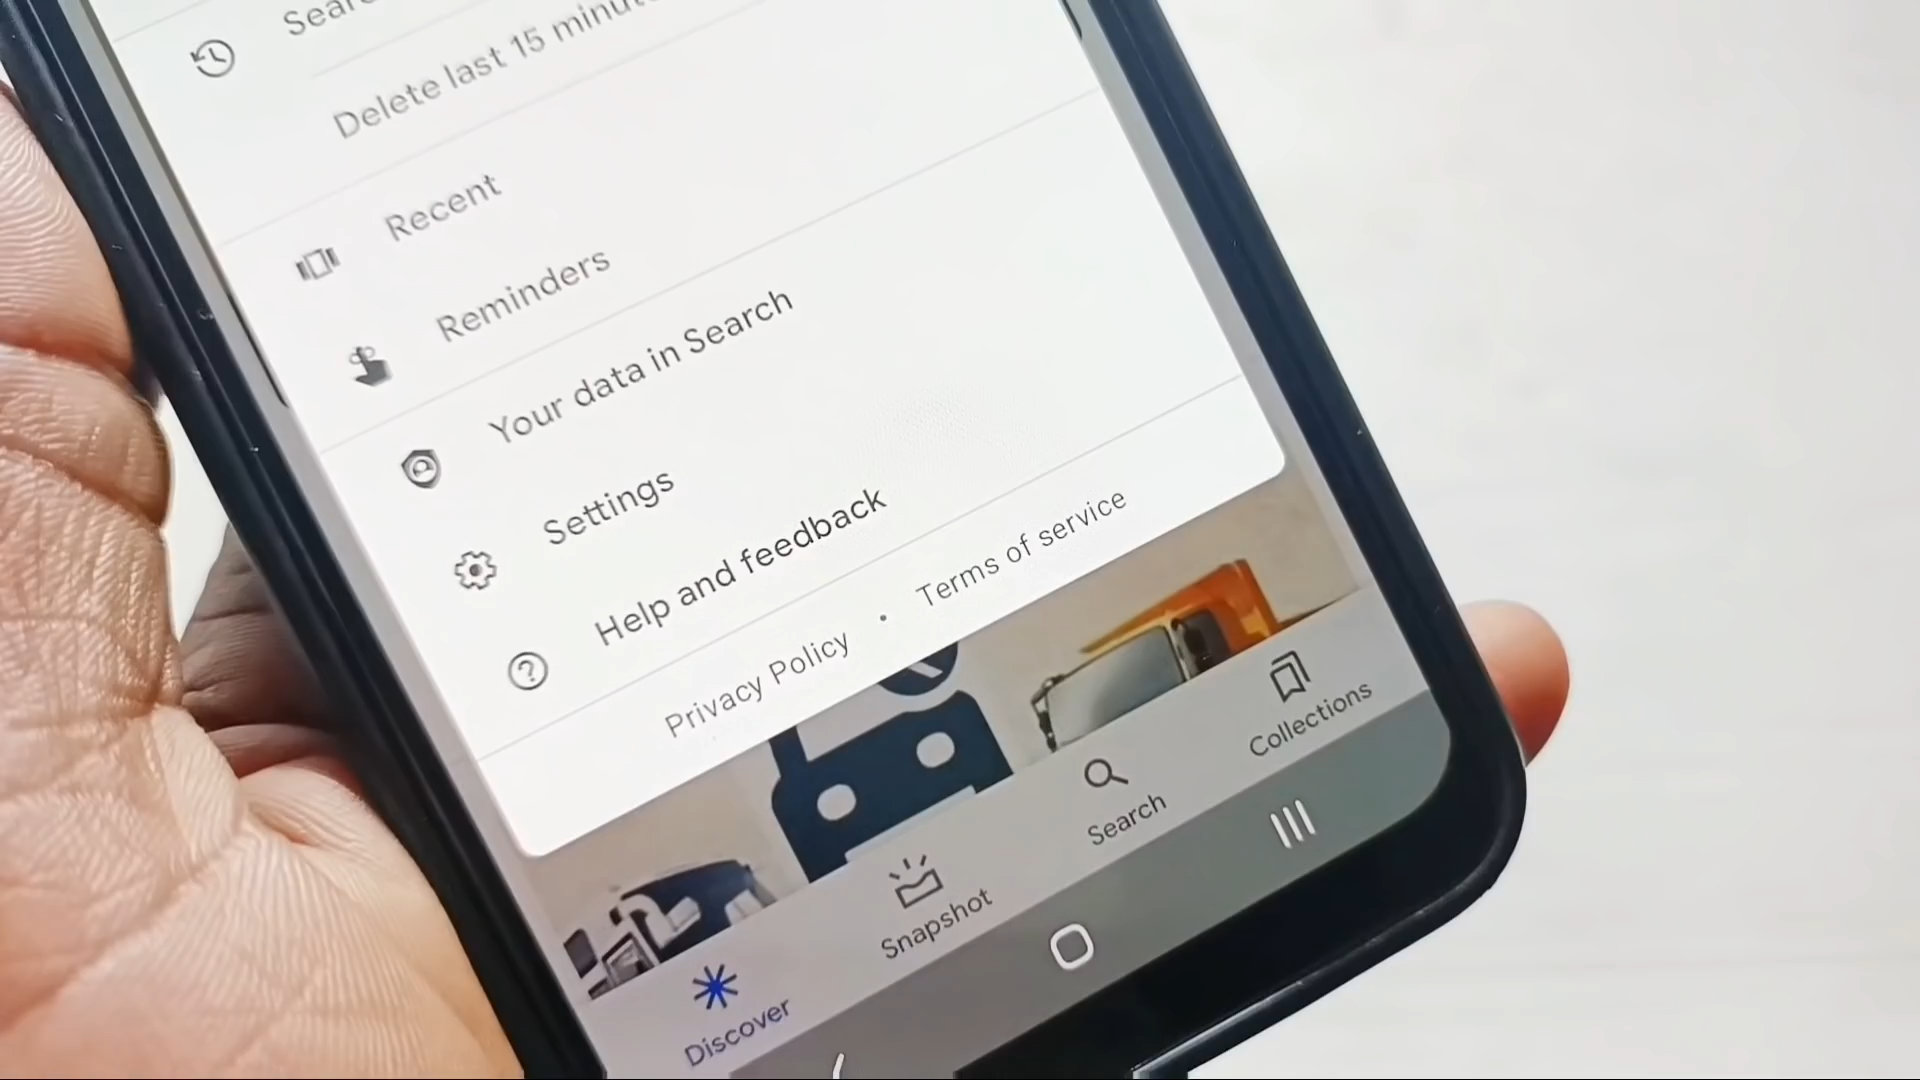 Delete last 15
Recent
Reminders
Your data in Search
Settings
Help and feedback
Privacy Policy • Terms of service
Collections
Search
Snapshot
Discover